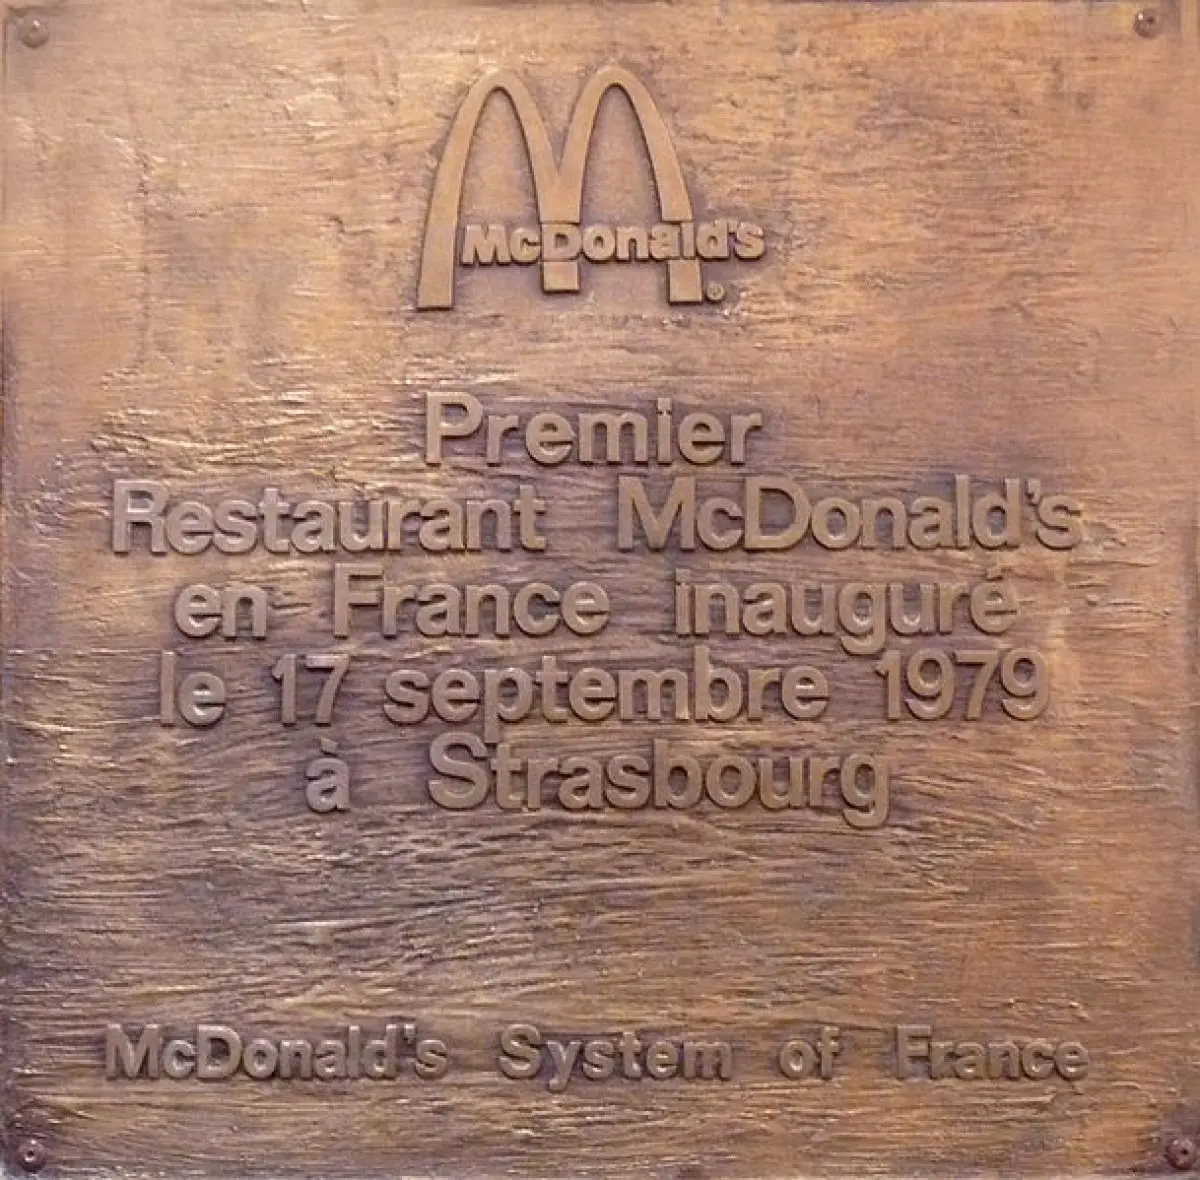 McDonald's®
Premier
Restaurant McDonald's
en France inauguré
le 17 septembre 1979
à Strasbourg
McDonald's System of France